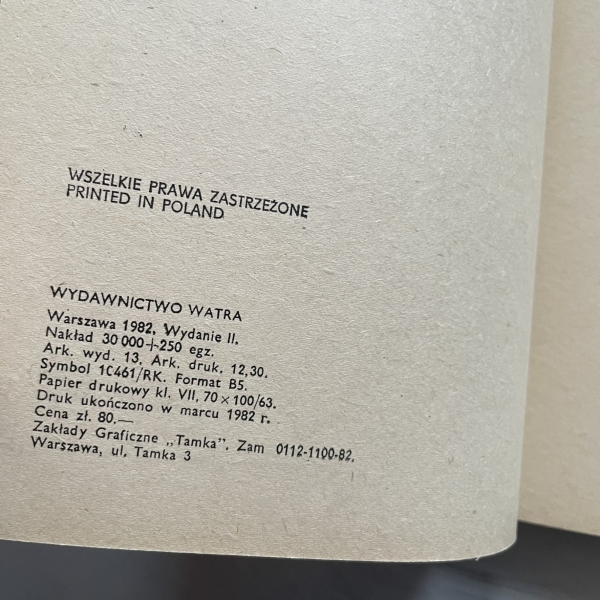 WSZELKIE PRAWA ZASTRZEŻONE
PRINTED IN POLAND
WYDAWNICTWO WATRA
Warszawa 1982, Wydanie II.
Nakład 30 000+250 egz.
Ark. wyd. 13, Ark. druk. 12,30.
Symbol 1C461/RK. Format B5.
Papier drukowy kl. VII, 70 × 100/63.
Druk ukończono w marcu 1982 r.
Cena zł. 80.—
Zakłady Graficzne „Tamka". Zam 0112-1100-82.
Warszawa, ul. Tamka 3